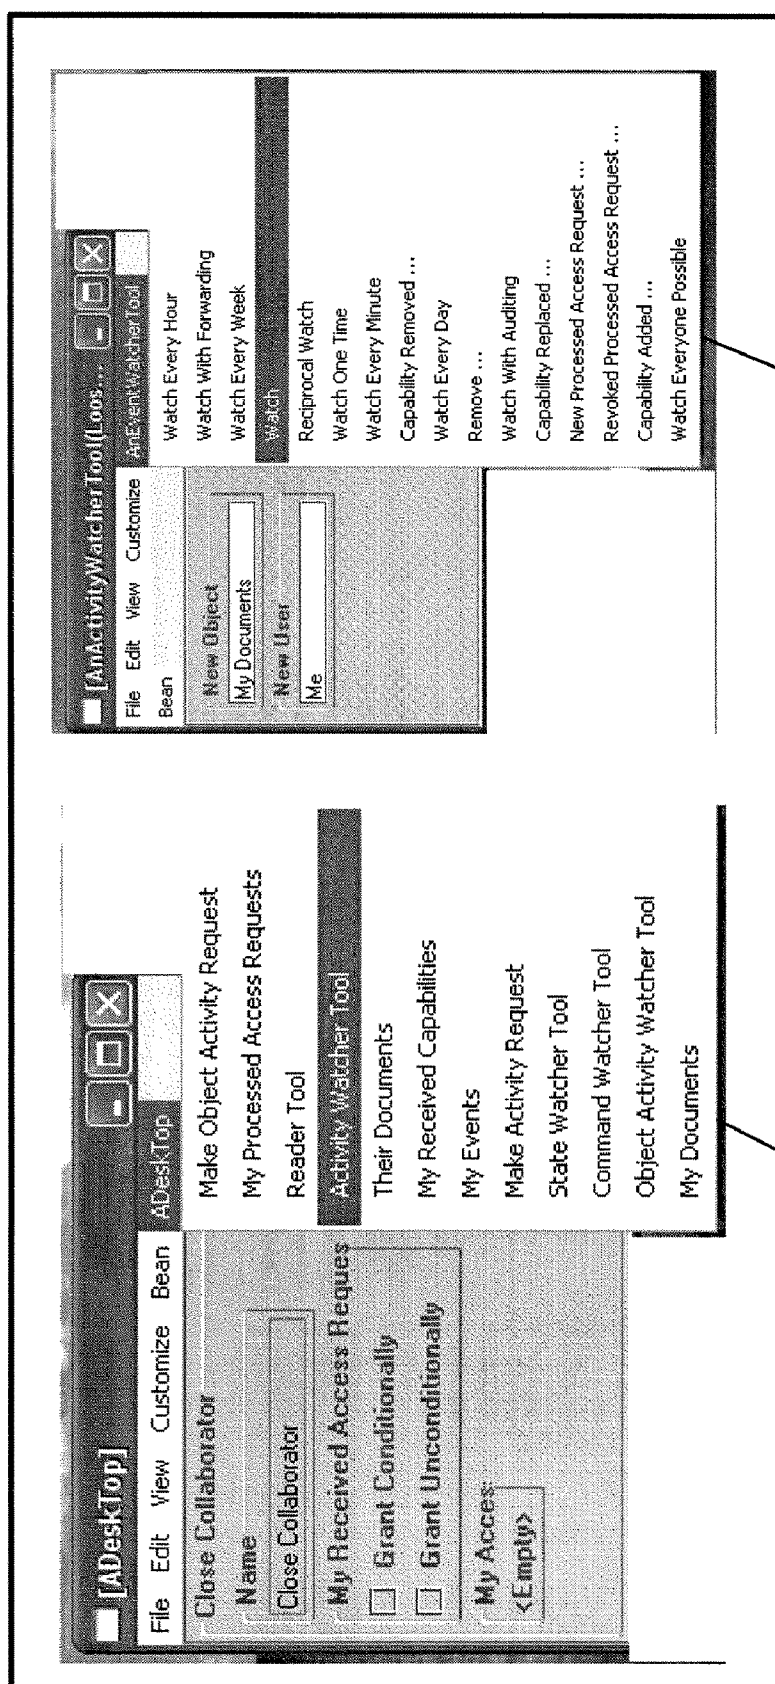 [ADeskTop]
File Edit View Customize Bean ADeskTop
Close Collaborator
Name
Close Collaborator
My Received Access Reques
Grant Conditionally
Grant Unconditionally
My Acces
<Empty>
Make Object Activity Request
My Processed Access Requests
Reader Tool
Activity Watcher Tool
Their Documents
My Received Capabilities
My Events
Make Activity Request
State Watcher Tool
Command Watcher Tool
Object Activity Watcher Tool
My Documents
[AnActivityWatcherTool(Loos...
File Edit View Customize AnEventWatcherTool
Bean
New Object
My Documents
New User
Me
Watch Every Hour
Watch With Forwarding
Watch Every Week
Watch
Reciprocal Watch
Watch One Time
Watch Every Minute
Capability Removed ...
Watch Every Day
Remove ...
Watch With Auditing
Capability Replaced ...
New Processed Access Request ...
Revoked Processed Access Request ...
Capability Added ...
Watch Everyone Possible